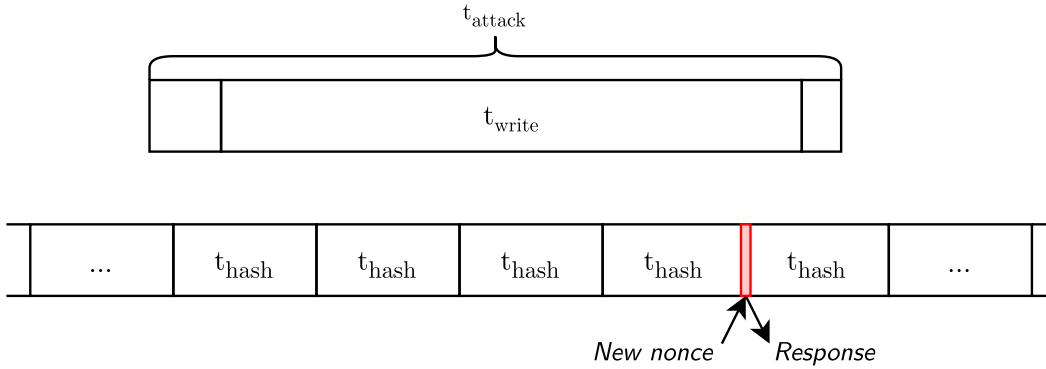 t_attack
t_write
... t_hash t_hash t_hash t_hash t_hash ...
New nonce Response